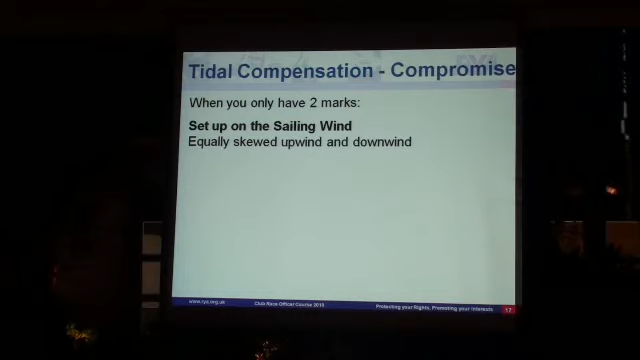 Tidal Compensation - Compromise
When you only have 2 marks:
Set up on the Sailing Wind
Equally skewed upwind and downwind
www.rya.org.uk Club Race Officer Course 2010 Protecting your Rights, Promoting your Interests 17